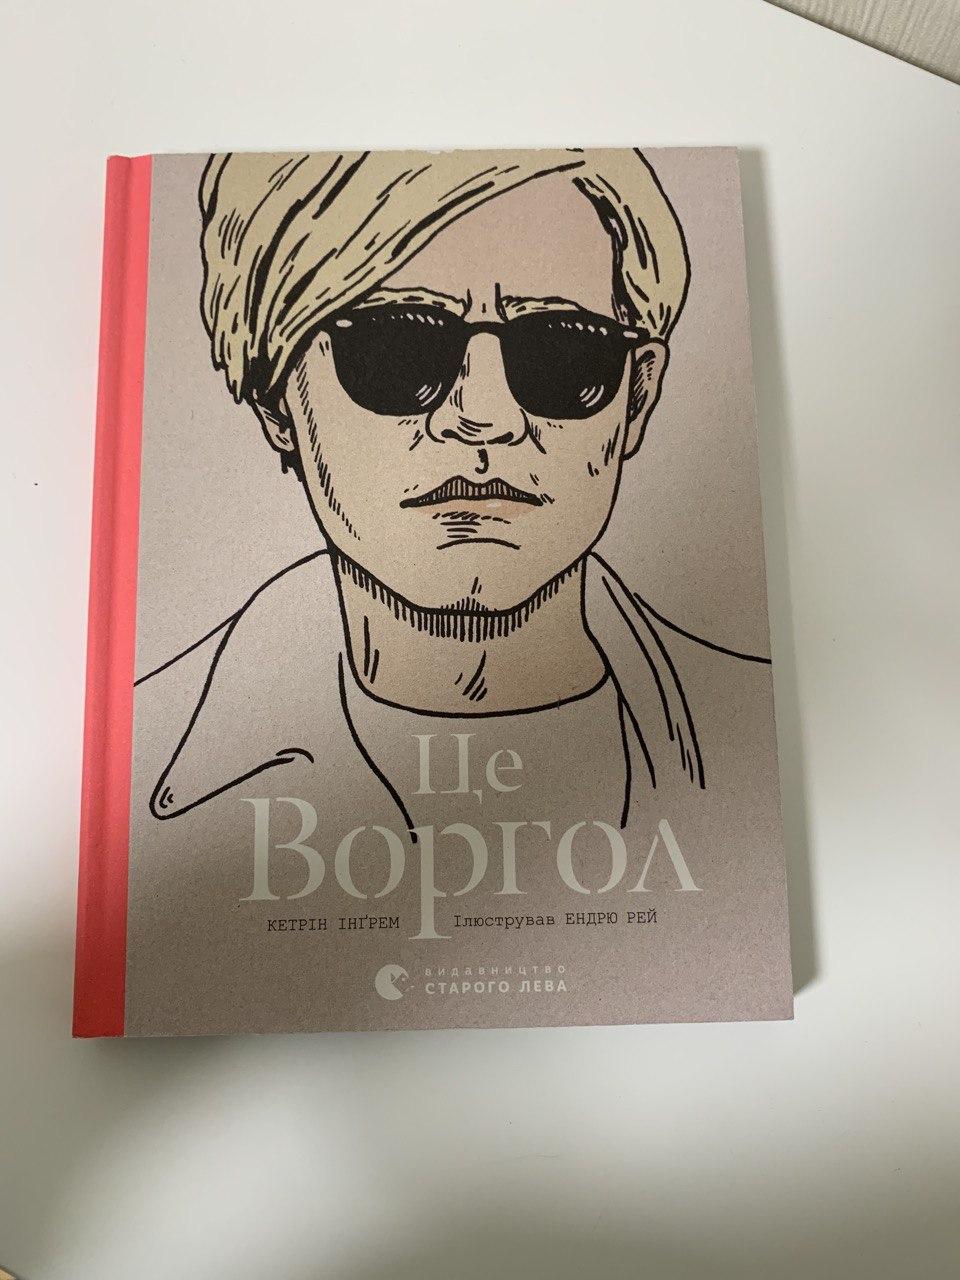 Це
Воргол
КЕТРІН ІНҐРЕМ Ілюстрував ЕНДРЮ РЕЙ
ВИДАВНИЦТВО
СТАРОГО ЛЕВА